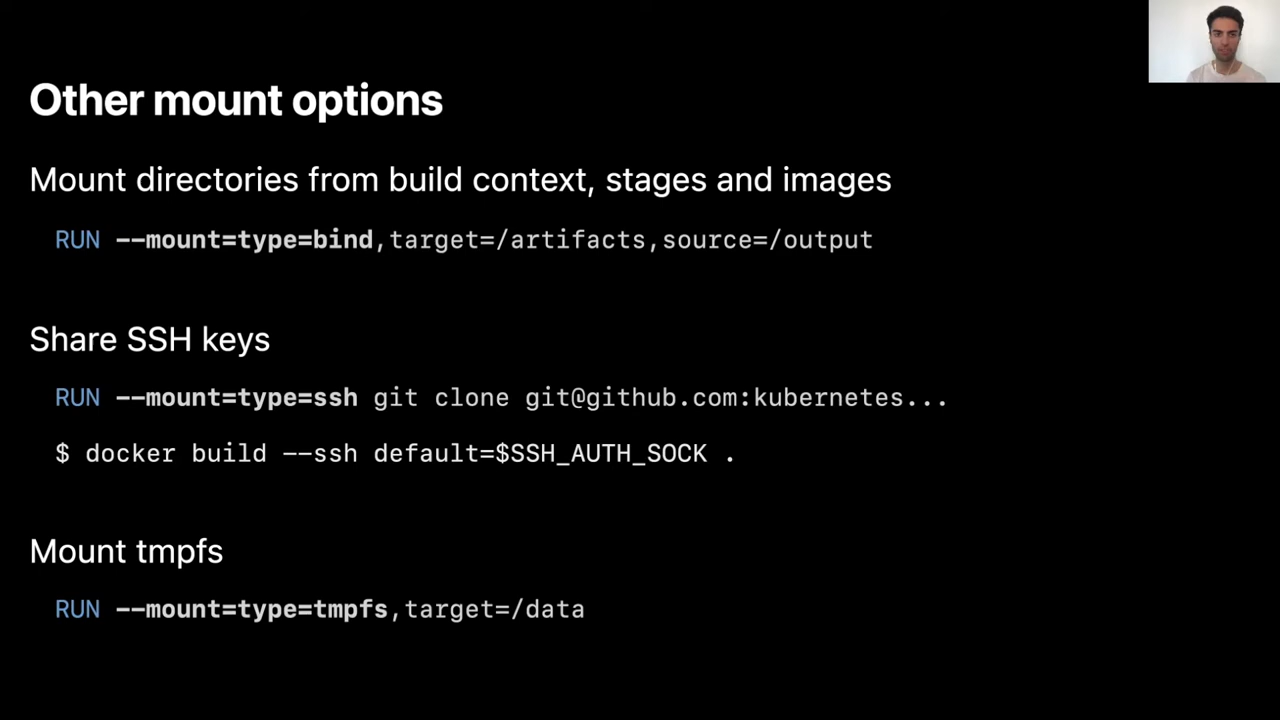 Other mount options
Mount directories from build context, stages and images
RUN --mount=type=bind,target=/artifacts,source=/output
Share SSH keys
RUN --mount=type=ssh git clone git@github.com:kubernetes...
$ docker build --ssh default=$SSH_AUTH_SOCK .
Mount tmpfs
RUN --mount=type=tmpfs,target=/data